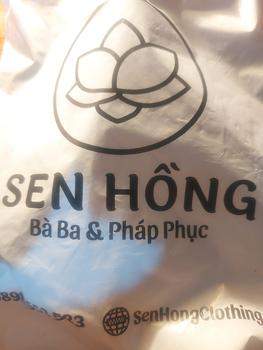 SEN HỒNG
Bà Ba & Pháp Phục
SenHongClothing